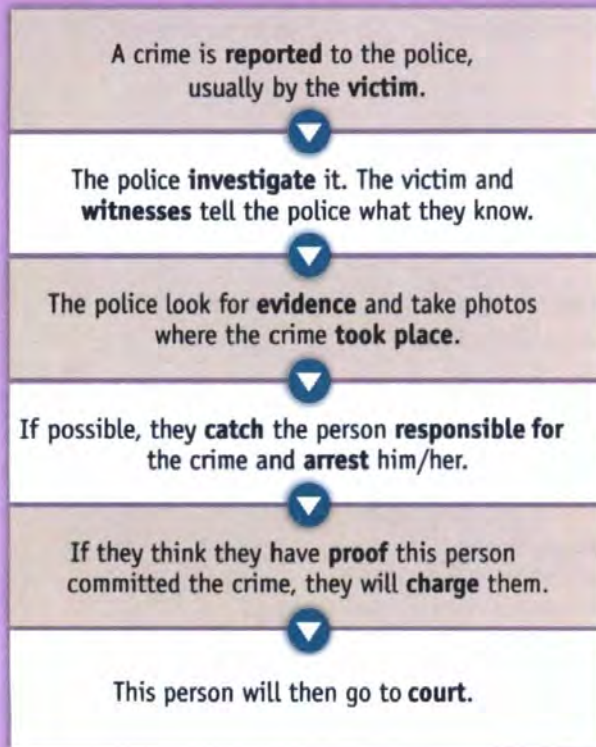 A crime is reported to the police,
usually by the victim.
The police investigate it. The victim and
witnesses tell the police what they know.
The police look for evidence and take photos
where the crime took place.
If possible, they catch the person responsible for
the crime and arrest him/her.
If they think they have proof this person
committed the crime, they will charge them.
This person will then go to court.